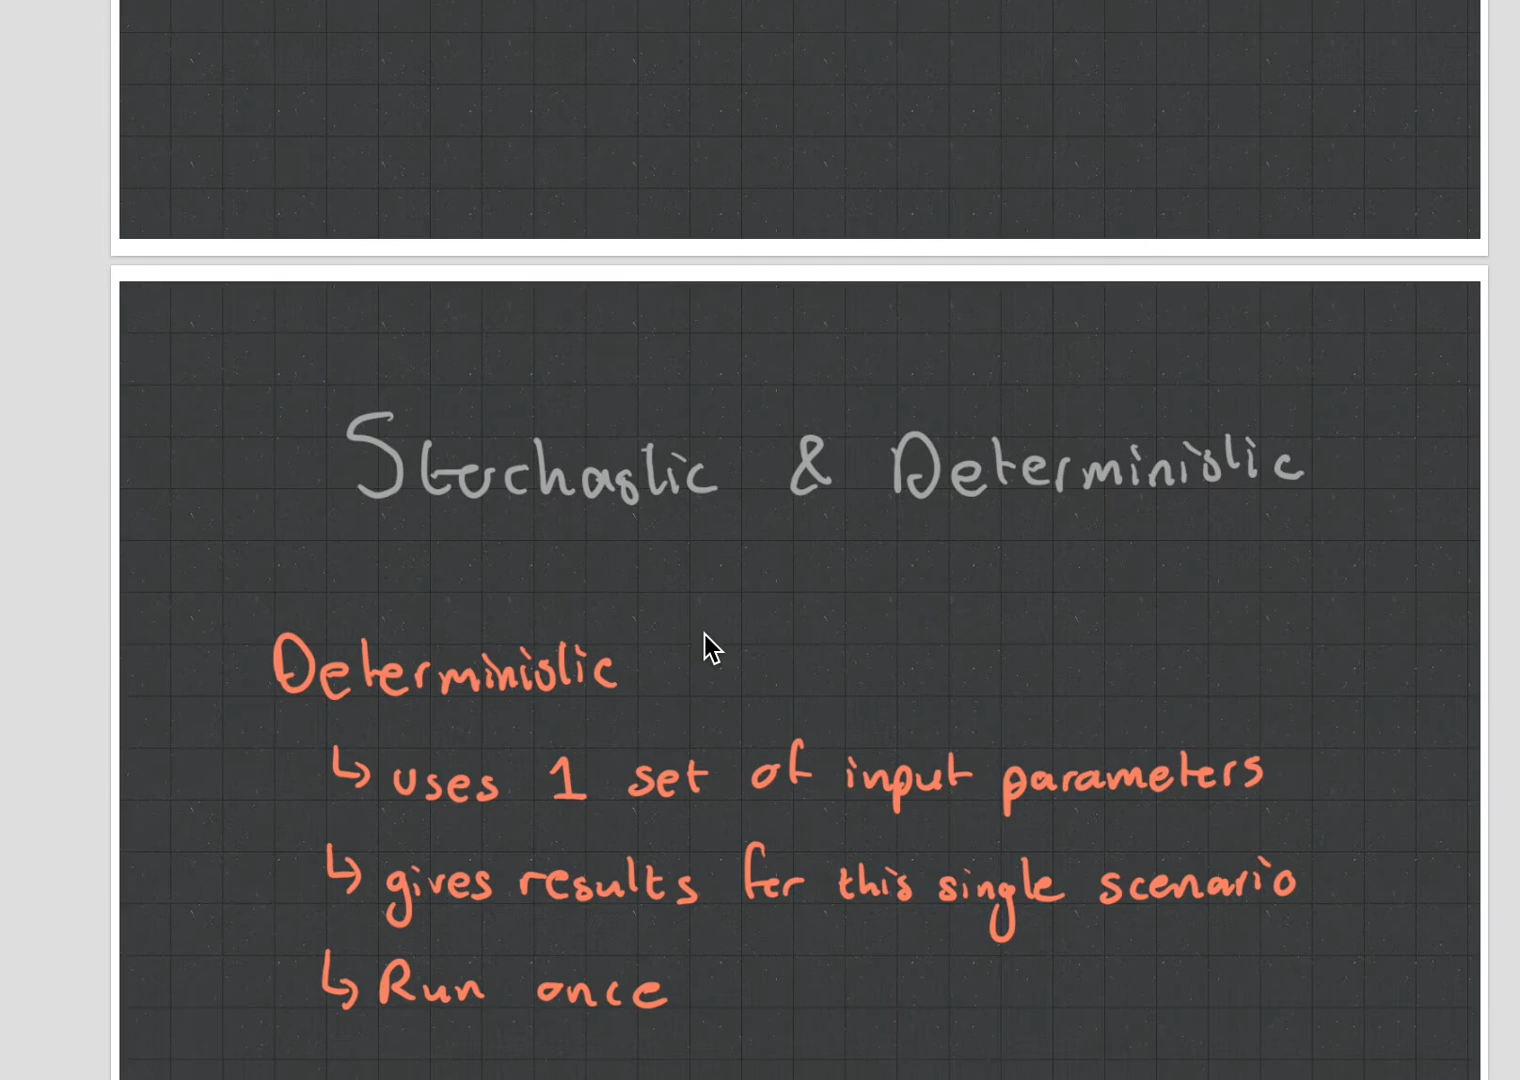 Stochastic & Deterministic
Deterministic
↳ uses 1 set of input parameters
↳ gives results for this single scenario
↳ Run once